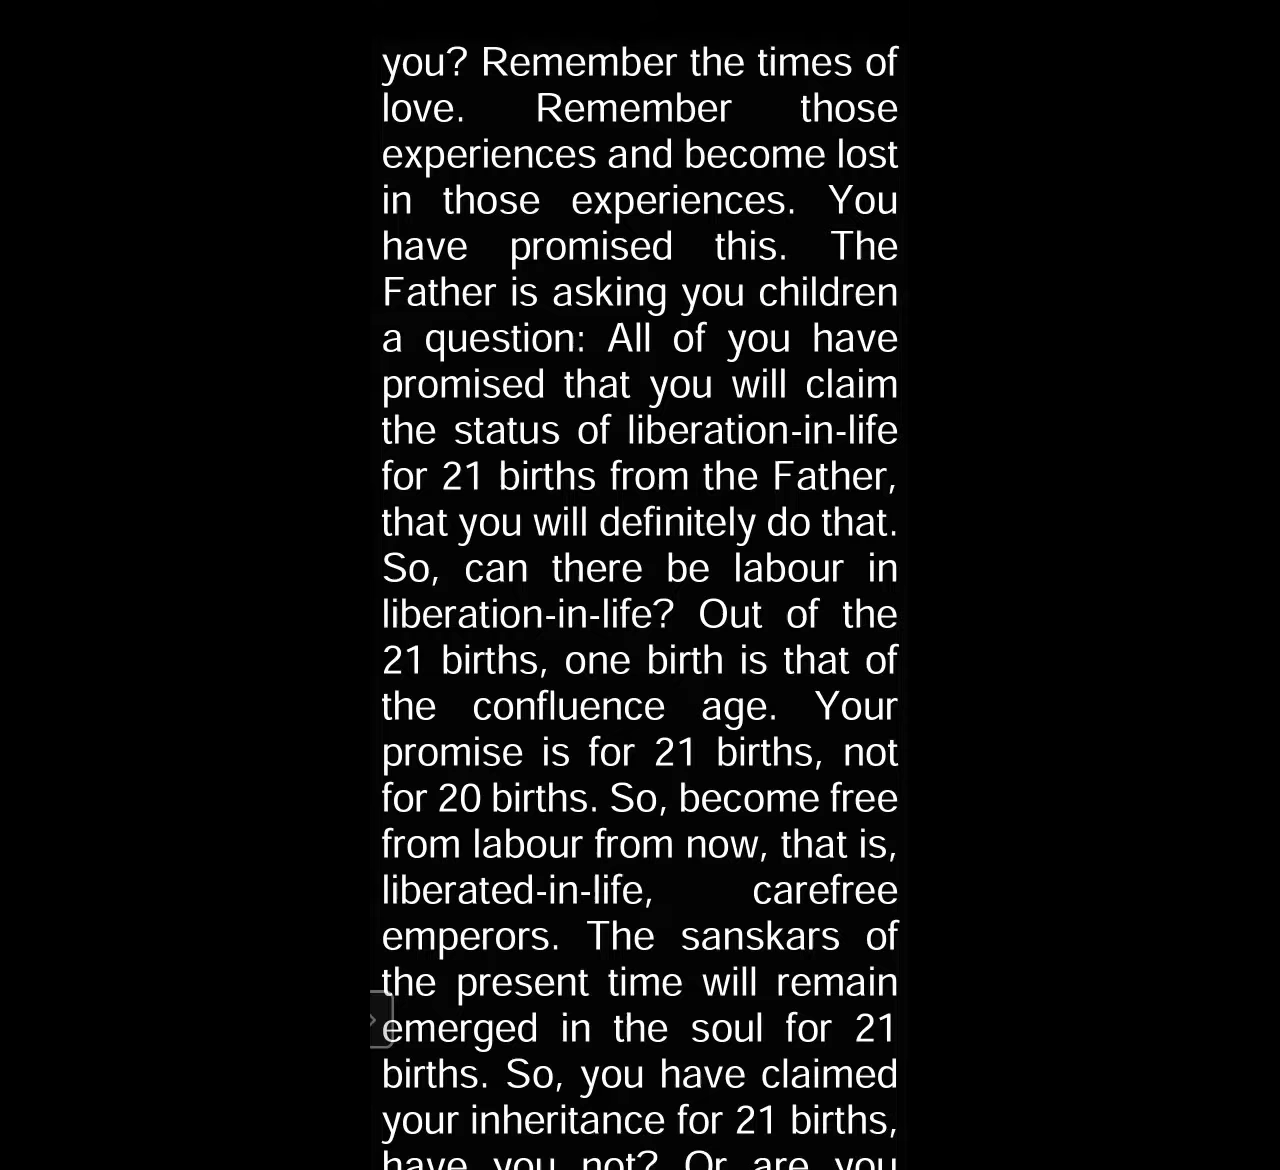 you? Remember the times of
love. Remember those
experiences and become lost
in those experiences. You
have promised this. The
Father is asking you children
a question: All of you have
promised that you will claim
the status of liberation-in-life
for 21 births from the Father,
that you will definitely do that.
So, can there be labour in
liberation-in-life? Out of the
21 births, one birth is that of
the confluence age. Your
promise is for 21 births, not
for 20 births. So, become free
from labour from now, that is,
liberated-in-life, carefree
emperors. The sanskars of
the present time will remain
emerged in the soul for 21
births. So, you have claimed
your inheritance for 21 births,
have you not? Or are you